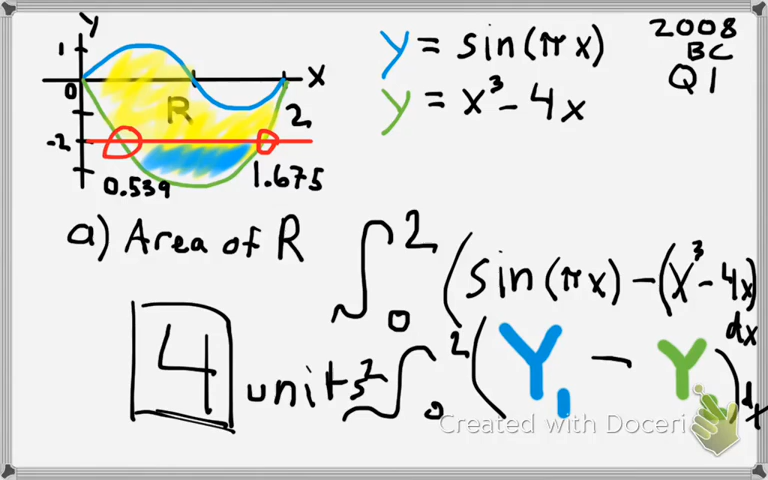 Y
1
0
X
R
2
-2
0.539
1.675
y = sin(πx)
y = x³ - 4x
2008
BC
Q1
a) Area of R
∫₀² (sin(πx) - (x³ - 4x) dx
4 units²
∫₀² (Y₁ - Y) dx
Created with Doceri